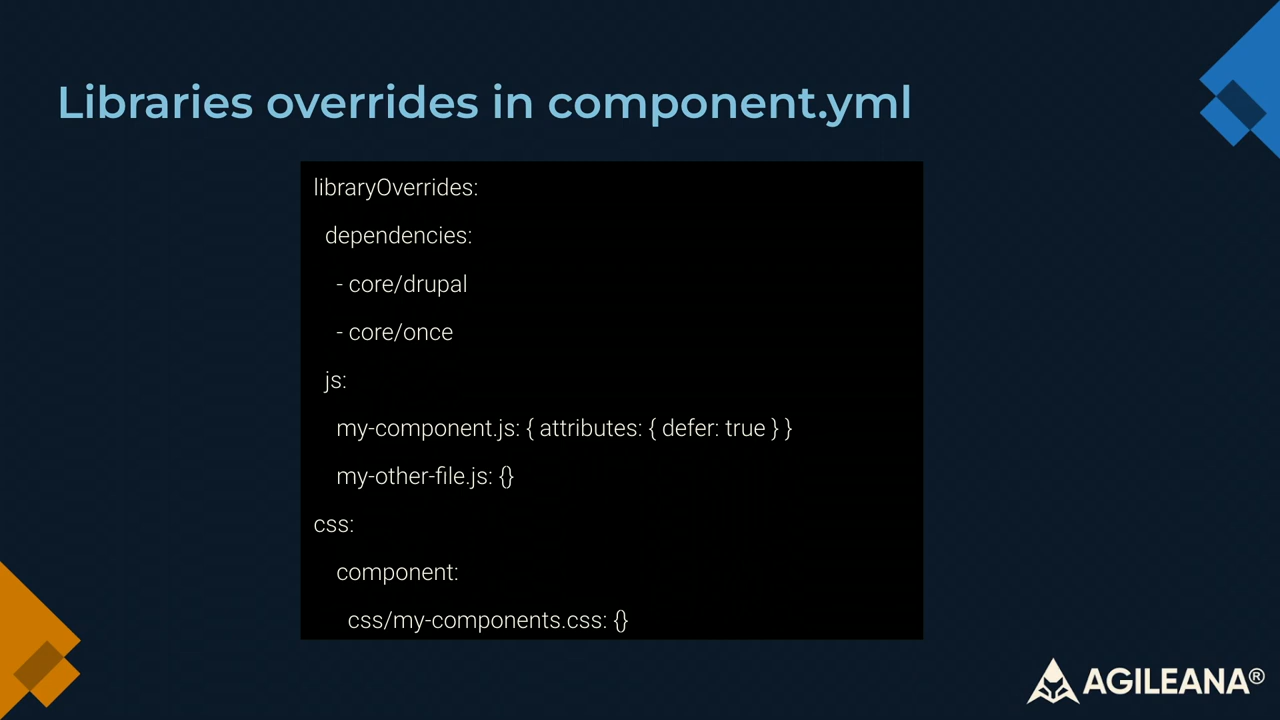 Libraries overrides in component.yml
libraryOverrides:
  dependencies:
    - core/drupal
    - core/once
  js:
    my-component.js: { attributes: { defer: true } }
    my-other-file.js: {}
css:
    component:
      css/my-components.css: {}
AGILEANA®